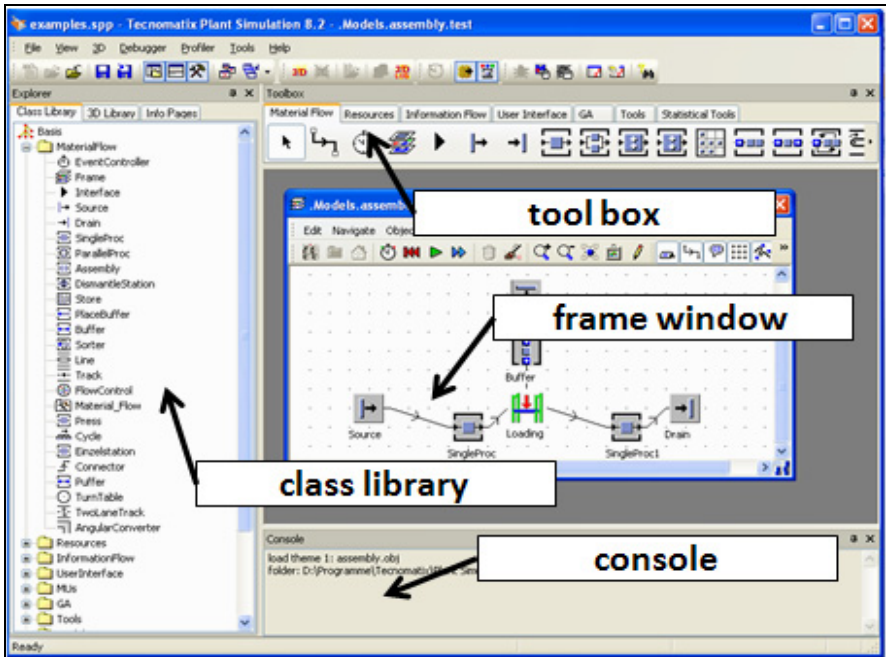 examples.spp - Tecnomatix Plant Simulation 8.2 - .Models.assembly.test
File View 3D Debugger Profiler Tools Help
Explorer
Class Library 3D Library Info Pages
Basis
MaterialFlow
EventController
Frame
Interface
Source
Drain
SingleProc
ParallelProc
Assembly
DismantleStation
Store
PlaceBuffer
Buffer
Sorter
Line
Track
FlowControl
Material_Flow
Press
Cycle
Einzelstation
Connector
Puffer
TurnTable
TwoLaneTrack
AngularConverter
Resources
InformationFlow
UserInterface
MUs
GA
Tools
Toolbox
Material Flow Resources Information Flow User Interface GA Tools Statistical Tools
tool box
.Models.assemb
Edit Navigate Objec
frame window
Buffer
Source
Loading
Drain
SingleProc
SingleProc1
class library
Console
load theme 1: assembly.obj
folder: D:\Programme\Tecnomatix\
console
Ready